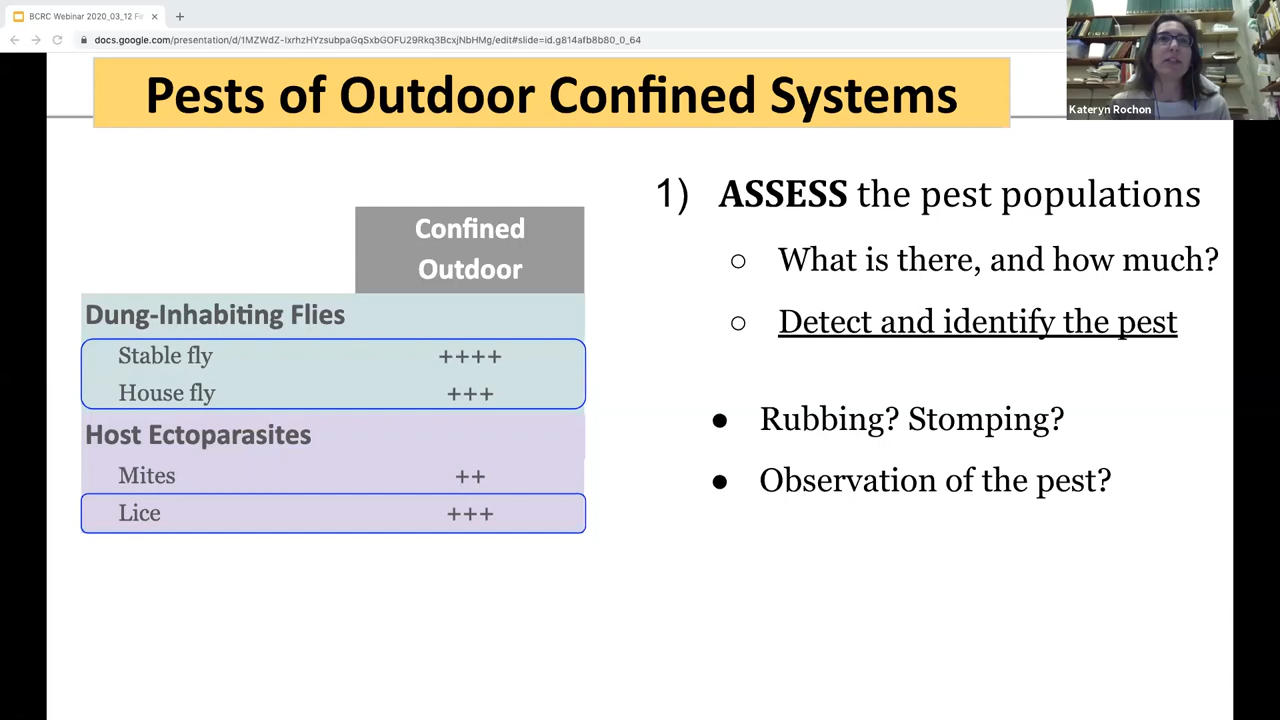 BCRC Webinar 2020_03_12 Fir
docs.google.com/presentation/d/1MZWdZ-IxrhzHYzsubpaGqSxbGOFU29Rkq3BcxjNbHMg/edit#slide=id.g814afb8b80_0_64
Kateryn Rochon
Pests of Outdoor Confined Systems
Confined
Outdoor
Dung-Inhabiting Flies
Stable fly ++++
House fly +++
Host Ectoparasites
Mites ++
Lice +++
1) ASSESS the pest populations
○ What is there, and how much?
○ Detect and identify the pest
● Rubbing? Stomping?
● Observation of the pest?